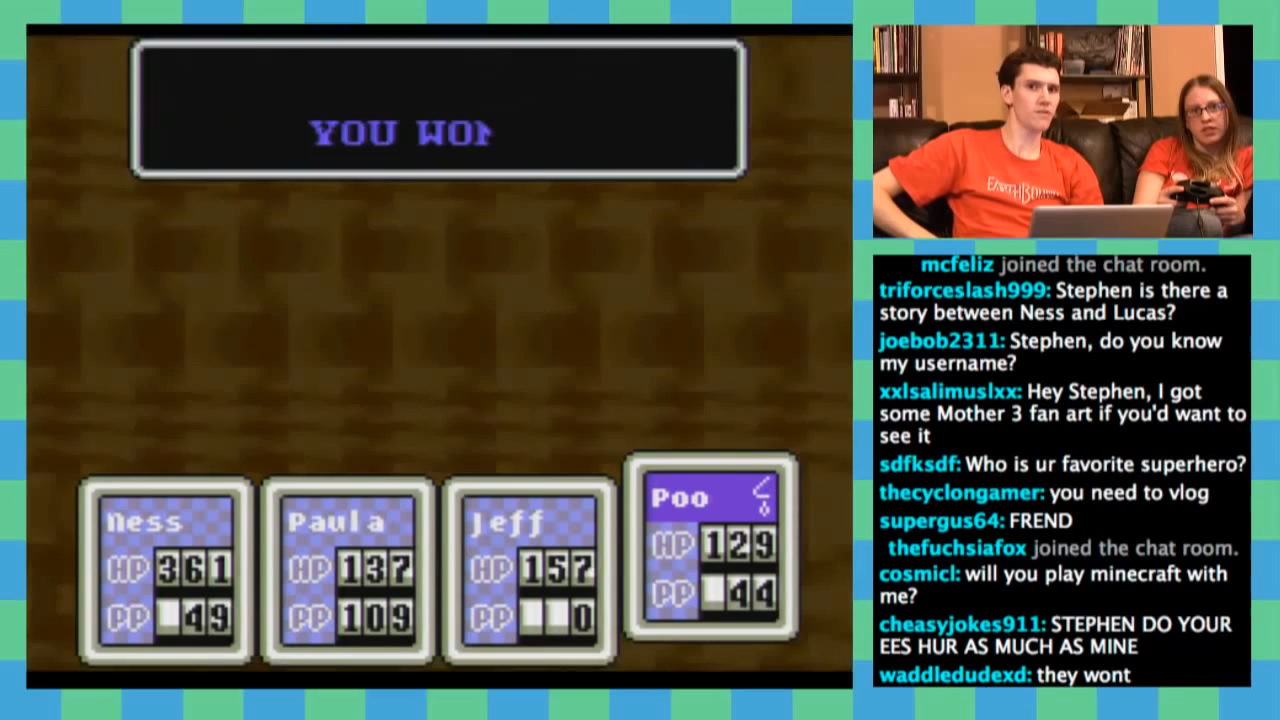 YOU WON
Ness
HP 361
PP 49
Paula
HP 137
PP 109
Jeff
HP 157
PP 0
Poo
HP 129
PP 44
EARTHBOUND
mcfeliz joined the chat room.
triforceslash999: Stephen is there a
story between Ness and Lucas?
joebob2311: Stephen, do you know
my username?
xxlsalimuslxx: Hey Stephen, I got
some Mother 3 fan art if you'd want to
see it
sdfksdf: Who is ur favorite superhero?
thecyclongamer: you need to vlog
supergus64: FREND
thefuchsiafox joined the chat room.
cosmicl: will you play minecraft with
me?
cheasyjokes911: STEPHEN DO YOUR
EES HUR AS MUCH AS MINE
waddledudexd: they wont